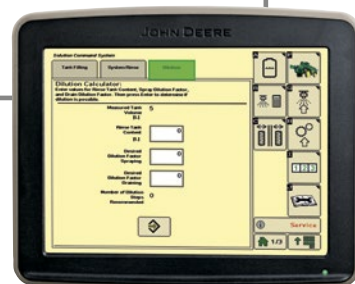 JOHN DEERE
Solution Command System
Tank Filling
System Rinse
Dilution
Dilution Calculator:
Enter values for Rinse Tank Content, Spray Dilution Factor,
and Drain Dilution Factor. Then press Enter to determine if
dilution is possible.
Measured Tank
Volume
[L]
5
Rinse Tank
Content
[L]
0
Desired
Dilution Factor
Spraying
0
Desired
Dilution Factor
Draining
0
Number of Dilution
Steps
Recommended
0
123
Service
1/3